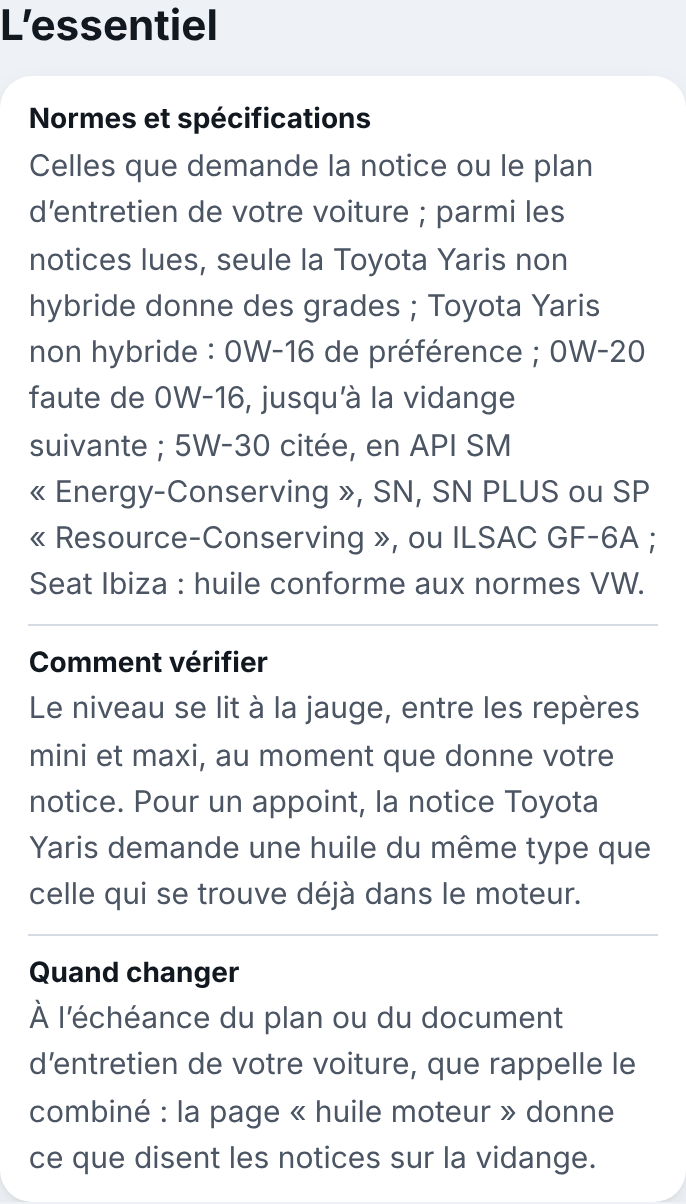 L’essentiel
Normes et spécifications
Celles que demande la notice ou le plan
d’entretien de votre voiture ; parmi les
notices lues, seule la Toyota Yaris non
hybride donne des grades ; Toyota Yaris
non hybride : 0W-16 de préférence ; 0W-20
faute de 0W-16, jusqu’à la vidange
suivante ; 5W-30 citée, en API SM
« Energy-Conserving », SN, SN PLUS ou SP
« Resource-Conserving », ou ILSAC GF-6A ;
Seat Ibiza : huile conforme aux normes VW.
Comment vérifier
Le niveau se lit à la jauge, entre les repères
mini et maxi, au moment que donne votre
notice. Pour un appoint, la notice Toyota
Yaris demande une huile du même type que
celle qui se trouve déjà dans le moteur.
Quand changer
À l’échéance du plan ou du document
d’entretien de votre voiture, que rappelle le
combiné : la page « huile moteur » donne
ce que disent les notices sur la vidange.